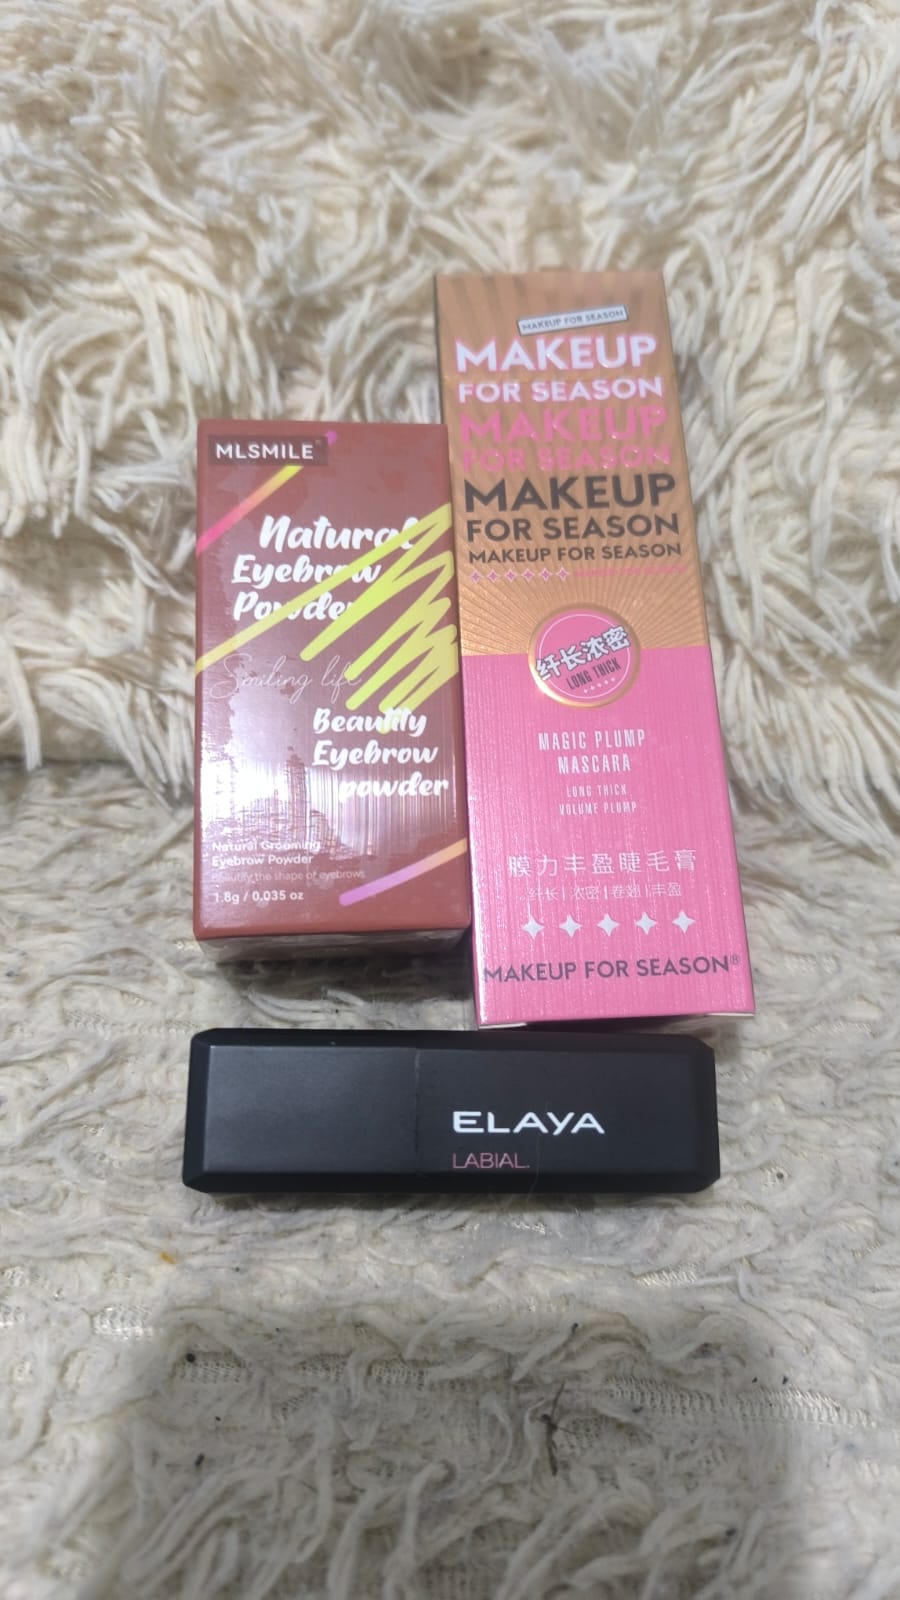 MLSMILE
Natural
Eyebrow
Powder
Smiling life
Beautify
Eyebrow
powder
Natural Grooming
Eyebrow Powder
Beautify the shape of eyebrows
1.8g / 0.035 oz
MAKEUP FOR SEASON
MAKEUP
FOR SEASON
MAKEUP
FOR SEASON
MAKEUP
FOR SEASON
MAKEUP FOR SEASON
纤长浓密
LONG THICK
MAGIC PLUMP
MASCARA
LONG THICK
VOLUME PLUMP
膜力丰盈睫毛膏
纤长 | 浓密 | 卷翘 | 丰盈
MAKEUP FOR SEASON®
ELAYA
LABIAL.